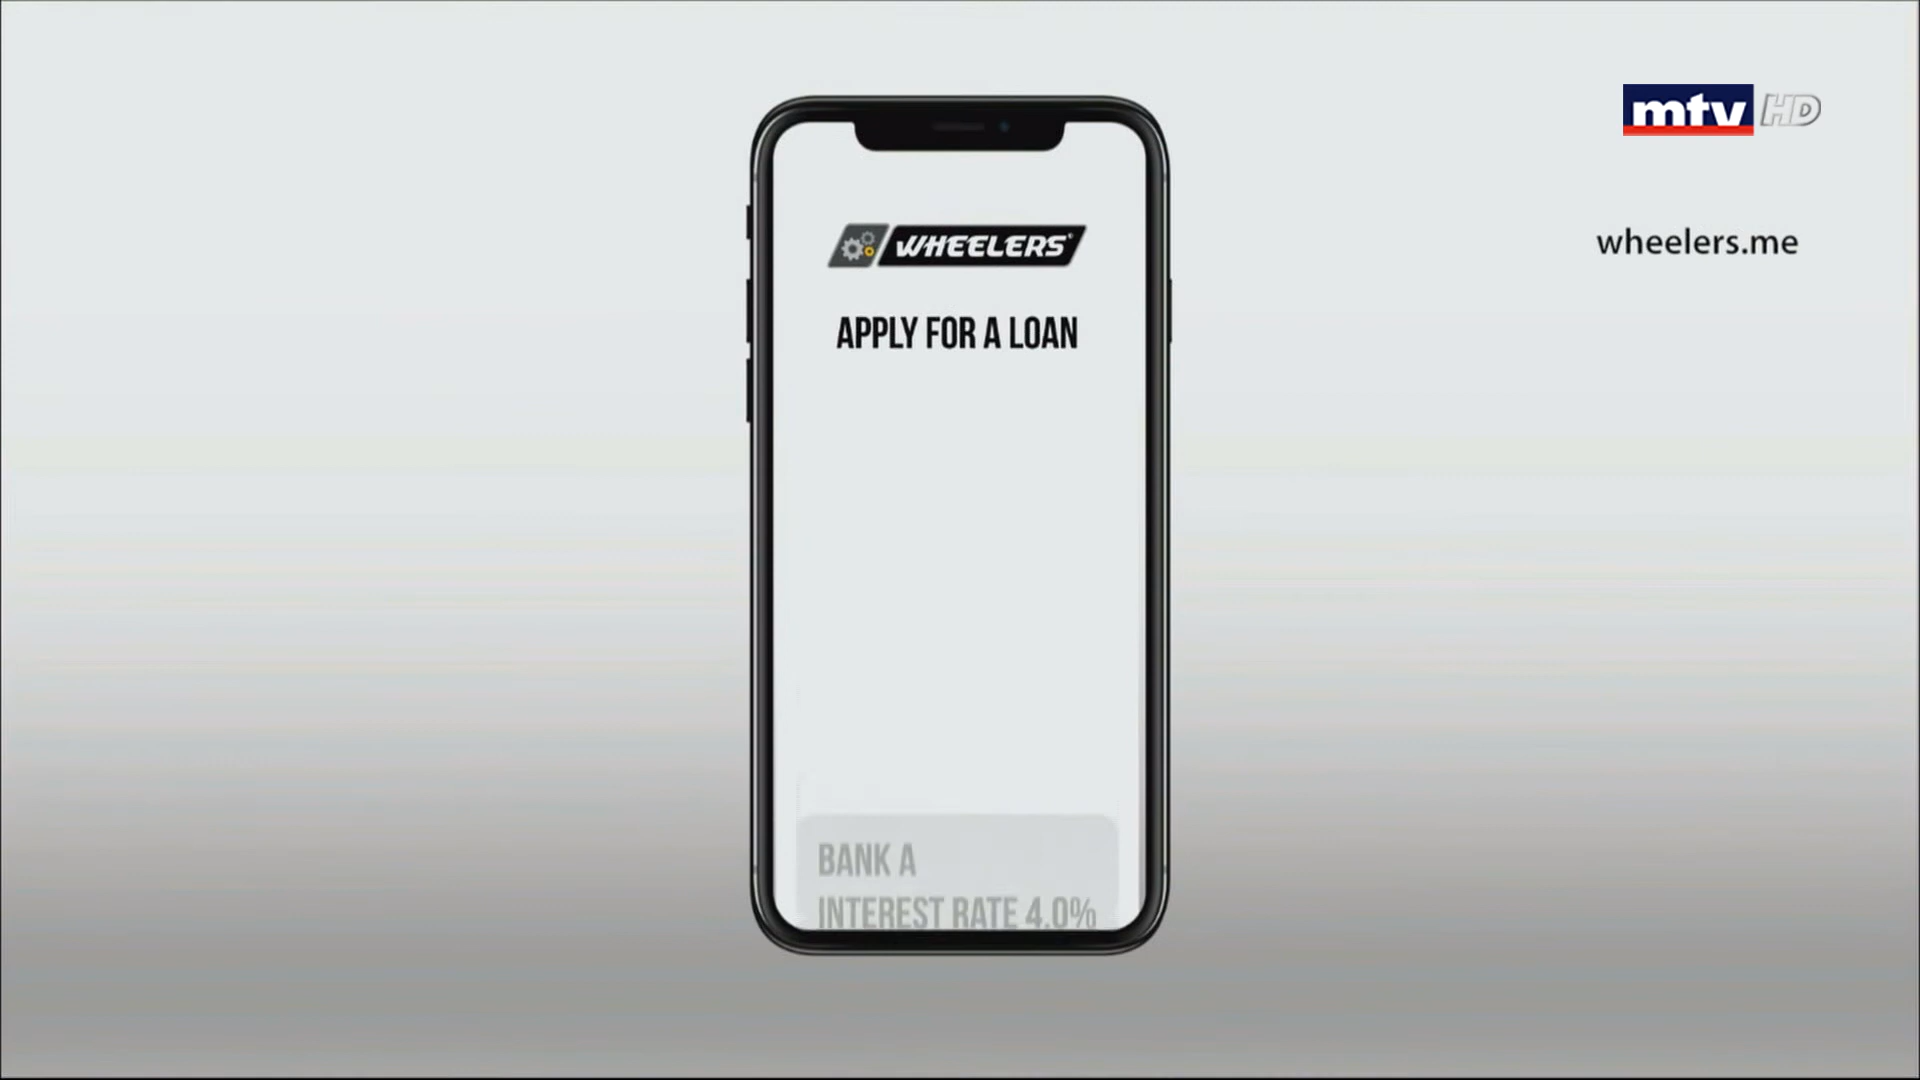 mtv HD
wheelers.me
WHEELERS
APPLY FOR A LOAN
BANK A
INTEREST RATE 4.0%